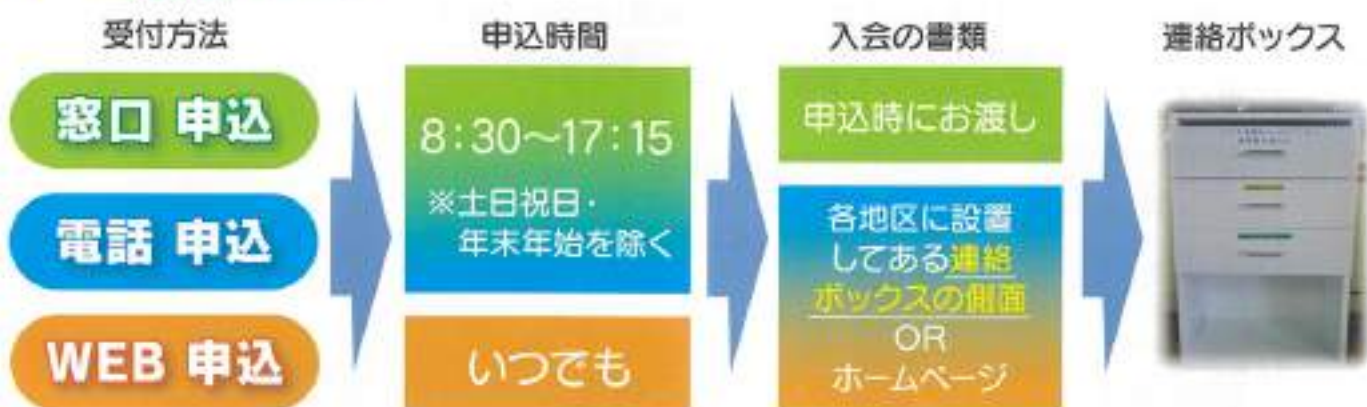 受付方法
窓口 申込
電話 申込
WEB 申込
申込時間
8:30〜17:15
※土日祝日・
年末年始を除く
いつでも
入会の書類
申込時にお渡し
各地区に設置
してある連絡
ボックスの側面
OR
ホームページ
連絡ボックス